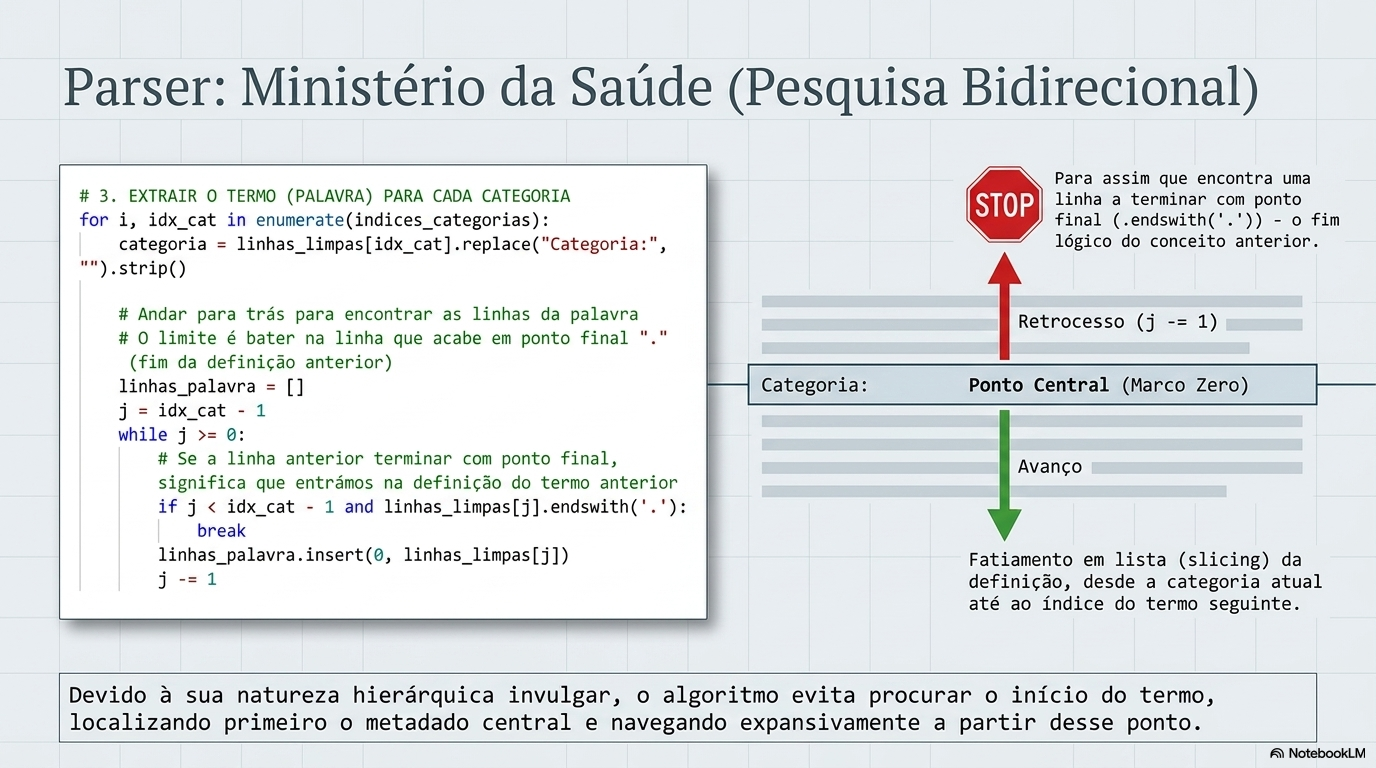 Parser: Ministério da Saúde (Pesquisa Bidirecional)
# 3. EXTRAIR O TERMO (PALAVRA) PARA CADA CATEGORIA
for i, idx_cat in enumerate(indices_categorias):
    categoria = linhas_limpas[idx_cat].replace("Categoria:",
"").strip()
    # Andar para trás para encontrar as linhas da palavra
    # O limite é bater na linha que acabe em ponto final "."
     (fim da definição anterior)
    linhas_palavra = []
    j = idx_cat - 1
    while j >= 0:
        # Se a linha anterior terminar com ponto final,
        significa que entrámos na definição do termo anterior
        if j < idx_cat - 1 and linhas_limpas[j].endswith('.'):
            break
        linhas_palavra.insert(0, linhas_limpas[j])
        j -= 1
STOP
Para assim que encontra uma
linha a terminar com ponto
final (.endswith('.')) - o fim
lógico do conceito anterior.
Retrocesso (j -= 1)
Categoria: Ponto Central (Marco Zero)
Avanço
Fatiamento em lista (slicing) da
definição, desde a categoria atual
até ao índice do termo seguinte.
Devido à sua natureza hierárquica invulgar, o algoritmo evita procurar o início do termo,
localizando primeiro o metadado central e navegando expansivamente a partir desse ponto.
NotebookLM